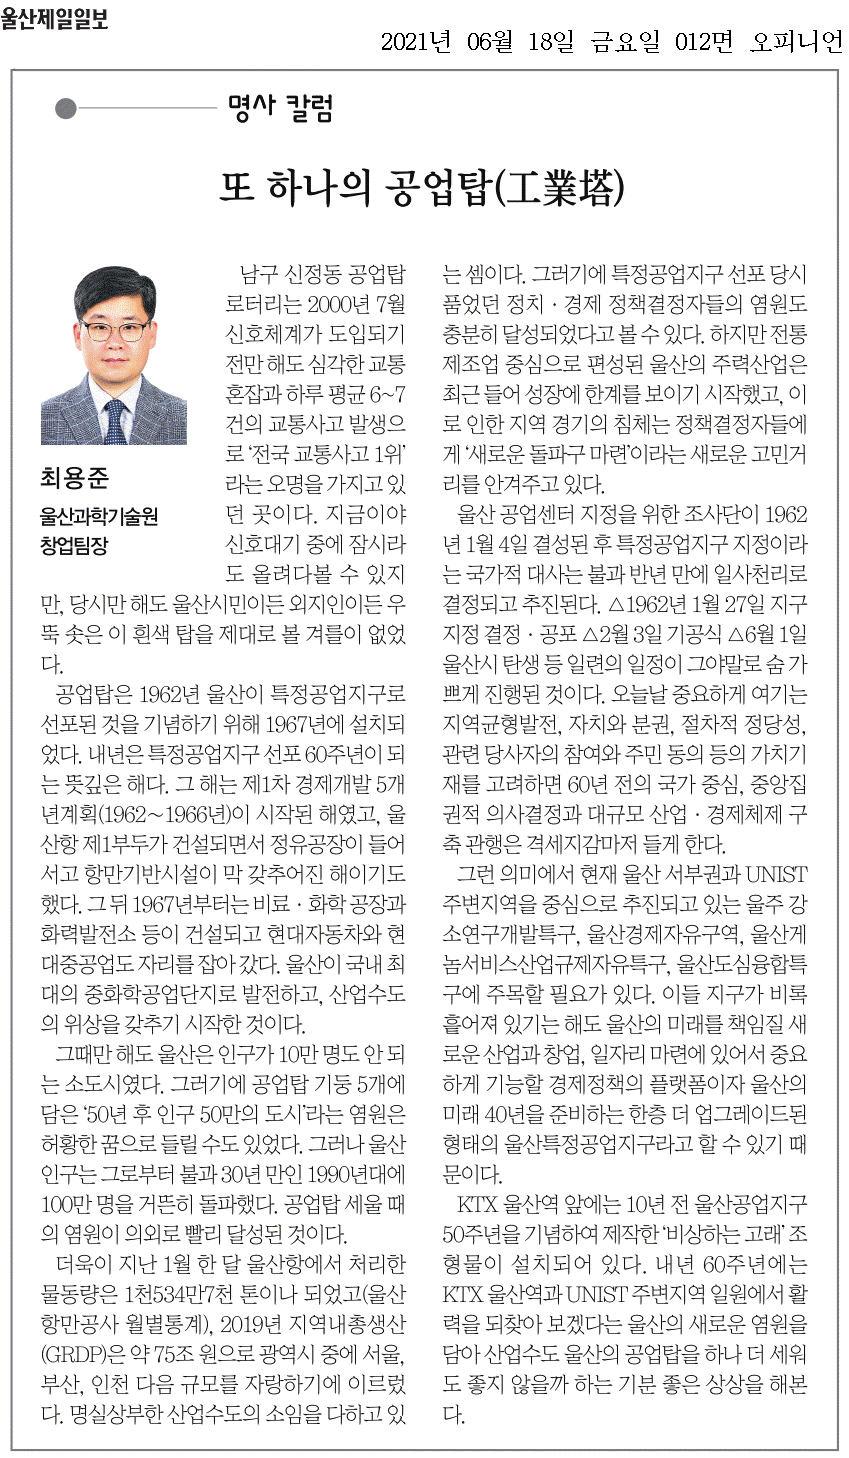 울산제일일보
2021년 06월 18일 금요일 012면 오피니언
명사 칼럼
또 하나의 공업탑(工業塔)
최용준
울산과학기술원
창업팀장
남구 신정동 공업탑
로터리는 2000년 7월
신호체계가 도입되기
전만 해도 심각한 교통
혼잡과 하루 평균 6~7
건의 교통사고 발생으
로 ‘전국 교통사고 1위’
라는 오명을 가지고 있
던 곳이다. 지금이야
신호대기 중에 잠시라
도 올려다볼 수 있지
만, 당시만 해도 울산시민이든 외지인이든 우
뚝 솟은 이 흰색 탑을 제대로 볼 겨를이 없었
다.
공업탑은 1962년 울산이 특정공업지구로
선포된 것을 기념하기 위해 1967년에 설치되
었다. 내년은 특정공업지구 선포 60주년이 되
는 뜻깊은 해다. 그 해는 제1차 경제개발 5개
년계획(1962~1966년)이 시작된 해였고, 울
산항 제1부두가 건설되면서 정유공장이 들어
서고 항만기반시설이 막 갖추어진 해이기도
했다. 그 뒤 1967년부터는 비료·화학 공장과
화력발전소 등이 건설되고 현대자동차와 현
대중공업도 자리를 잡아 갔다. 울산이 국내 최
대의 중화학공업단지로 발전하고, 산업수도
의 위상을 갖추기 시작한 것이다.
그때만 해도 울산은 인구가 10만 명도 안 되
는 소도시였다. 그러기에 공업탑 기둥 5개에
담은 ‘50년 후 인구 50만의 도시’라는 염원은
허황한 꿈으로 들릴 수도 있었다. 그러나 울산
인구는 그로부터 불과 30년 만인 1990년대에
100만 명을 거뜬히 돌파했다. 공업탑 세울 때
의 염원이 의외로 빨리 달성된 것이다.
더욱이 지난 1월 한 달 울산항에서 처리한
물동량은 1천534만7천 톤이나 되었고(울산
항만공사 월별통계), 2019년 지역내총생산
(GRDP)은 약 75조 원으로 광역시 중에 서울,
부산, 인천 다음 규모를 자랑하기에 이르렀
다. 명실상부한 산업수도의 소임을 다하고 있
는 셈이다. 그러기에 특정공업지구 선포 당시
품었던 정치·경제 정책결정자들의 염원도
충분히 달성되었다고 볼 수 있다. 하지만 전통
제조업 중심으로 편성된 울산의 주력산업은
최근 들어 성장에 한계를 보이기 시작했고, 이
로 인한 지역 경기의 침체는 정책결정자들에
게 ‘새로운 돌파구 마련’이라는 새로운 고민거
리를 안겨주고 있다.
울산 공업센터 지정을 위한 조사단이 1962
년 1월 4일 결성된 후 특정공업지구 지정이라
는 국가적 대사는 불과 반년 만에 일사천리로
결정되고 추진된다. △1962년 1월 27일 지구
지정 결정·공포 △2월 3일 기공식 △6월 1일
울산시 탄생 등 일련의 일정이 그야말로 숨 가
쁘게 진행된 것이다. 오늘날 중요하게 여기는
지역균형발전, 자치와 분권, 절차적 정당성,
관련 당사자의 참여와 주민 동의 등의 가치기
재를 고려하면 60년 전의 국가 중심, 중앙집
권적 의사결정과 대규모 산업·경제체제 구
축 관행은 격세지감마저 들게 한다.
그런 의미에서 현재 울산 서부권과 UNIST
주변지역을 중심으로 추진되고 있는 울주 강
소연구개발특구, 울산경제자유구역, 울산게
놈서비스산업규제자유특구, 울산도심융합특
구에 주목할 필요가 있다. 이들 지구가 비록
흩어져 있기는 해도 울산의 미래를 책임질 새
로운 산업과 창업, 일자리 마련에 있어서 중요
하게 기능할 경제정책의 플랫폼이자 울산의
미래 40년을 준비하는 한층 더 업그레이드된
형태의 울산특정공업지구라고 할 수 있기 때
문이다.
KTX 울산역 앞에는 10년 전 울산공업지구
50주년을 기념하여 제작한 ‘비상하는 고래’ 조
형물이 설치되어 있다. 내년 60주년에는
KTX 울산역과 UNIST 주변지역 일원에서 활
력을 되찾아 보겠다는 울산의 새로운 염원을
담아 산업수도 울산의 공업탑을 하나 더 세워
도 좋지 않을까 하는 기분 좋은 상상을 해본
다.